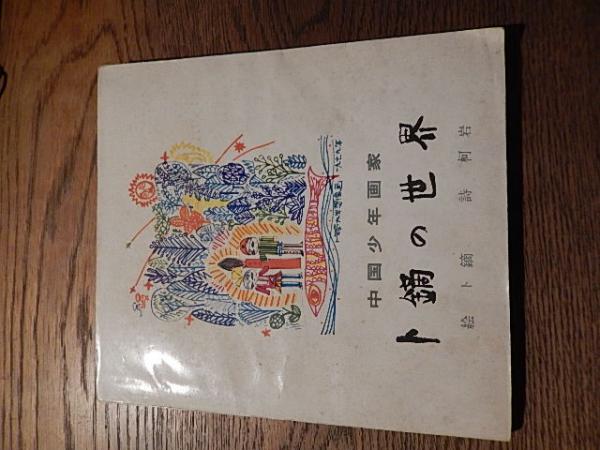 中国少年画家
卜鏑の世界
絵 卜鏑 詩 柯岩